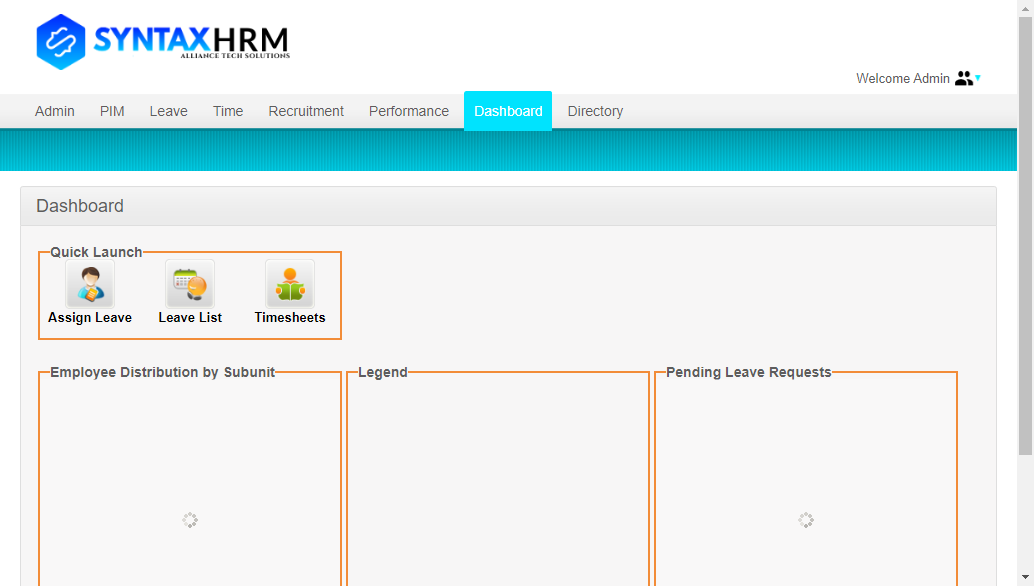 SYNTAXHRM
ALLIANCE TECH SOLUTIONS
Welcome Admin
Admin PIM Leave Time Recruitment Performance Dashboard Directory
Dashboard
Quick Launch
Assign Leave Leave List Timesheets
Employee Distribution by Subunit Legend Pending Leave Requests